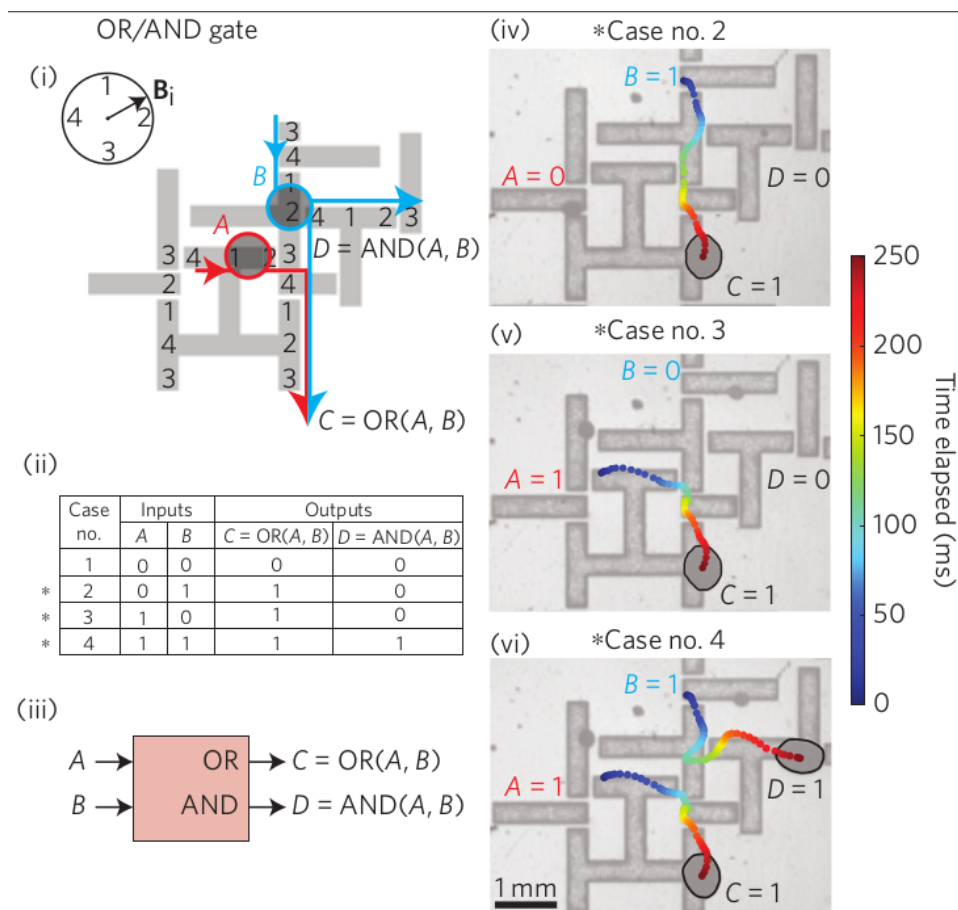 OR/AND gate
(i)
1
4 2
3
B_i
3
4
1
B
2 4 1 2 3
A
D = AND(A, B)
3 4 1 2 3
2 4
1 1
4 2
3 3
C = OR(A, B)
(ii)
Case no. Inputs Outputs
A B C = OR(A, B) D = AND(A, B)
1 0 0 0 0
* 2 0 1 1 0
* 3 1 0 1 0
* 4 1 1 1 1
(iii)
A OR C = OR(A, B)
B AND D = AND(A, B)
(iv) *Case no. 2
B = 1
A = 0
D = 0
C = 1
(v) *Case no. 3
B = 0
A = 1
D = 0
C = 1
(vi) *Case no. 4
B = 1
A = 1
D = 1
C = 1
1 mm
250
200
150
100
50
0
Time elapsed (ms)